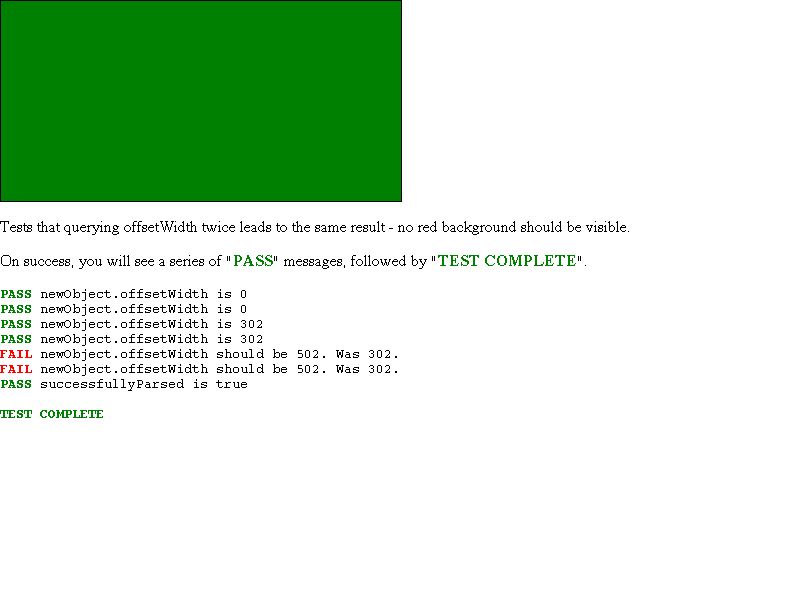 Tests that querying offsetWidth twice leads to the same result - no red background should be visible.
On success, you will see a series of "PASS" messages, followed by "TEST COMPLETE".
PASS newObject.offsetWidth is 0
PASS newObject.offsetWidth is 0
PASS newObject.offsetWidth is 302
PASS newObject.offsetWidth is 302
FAIL newObject.offsetWidth should be 502. Was 302.
FAIL newObject.offsetWidth should be 502. Was 302.
PASS successfullyParsed is true
TEST COMPLETE